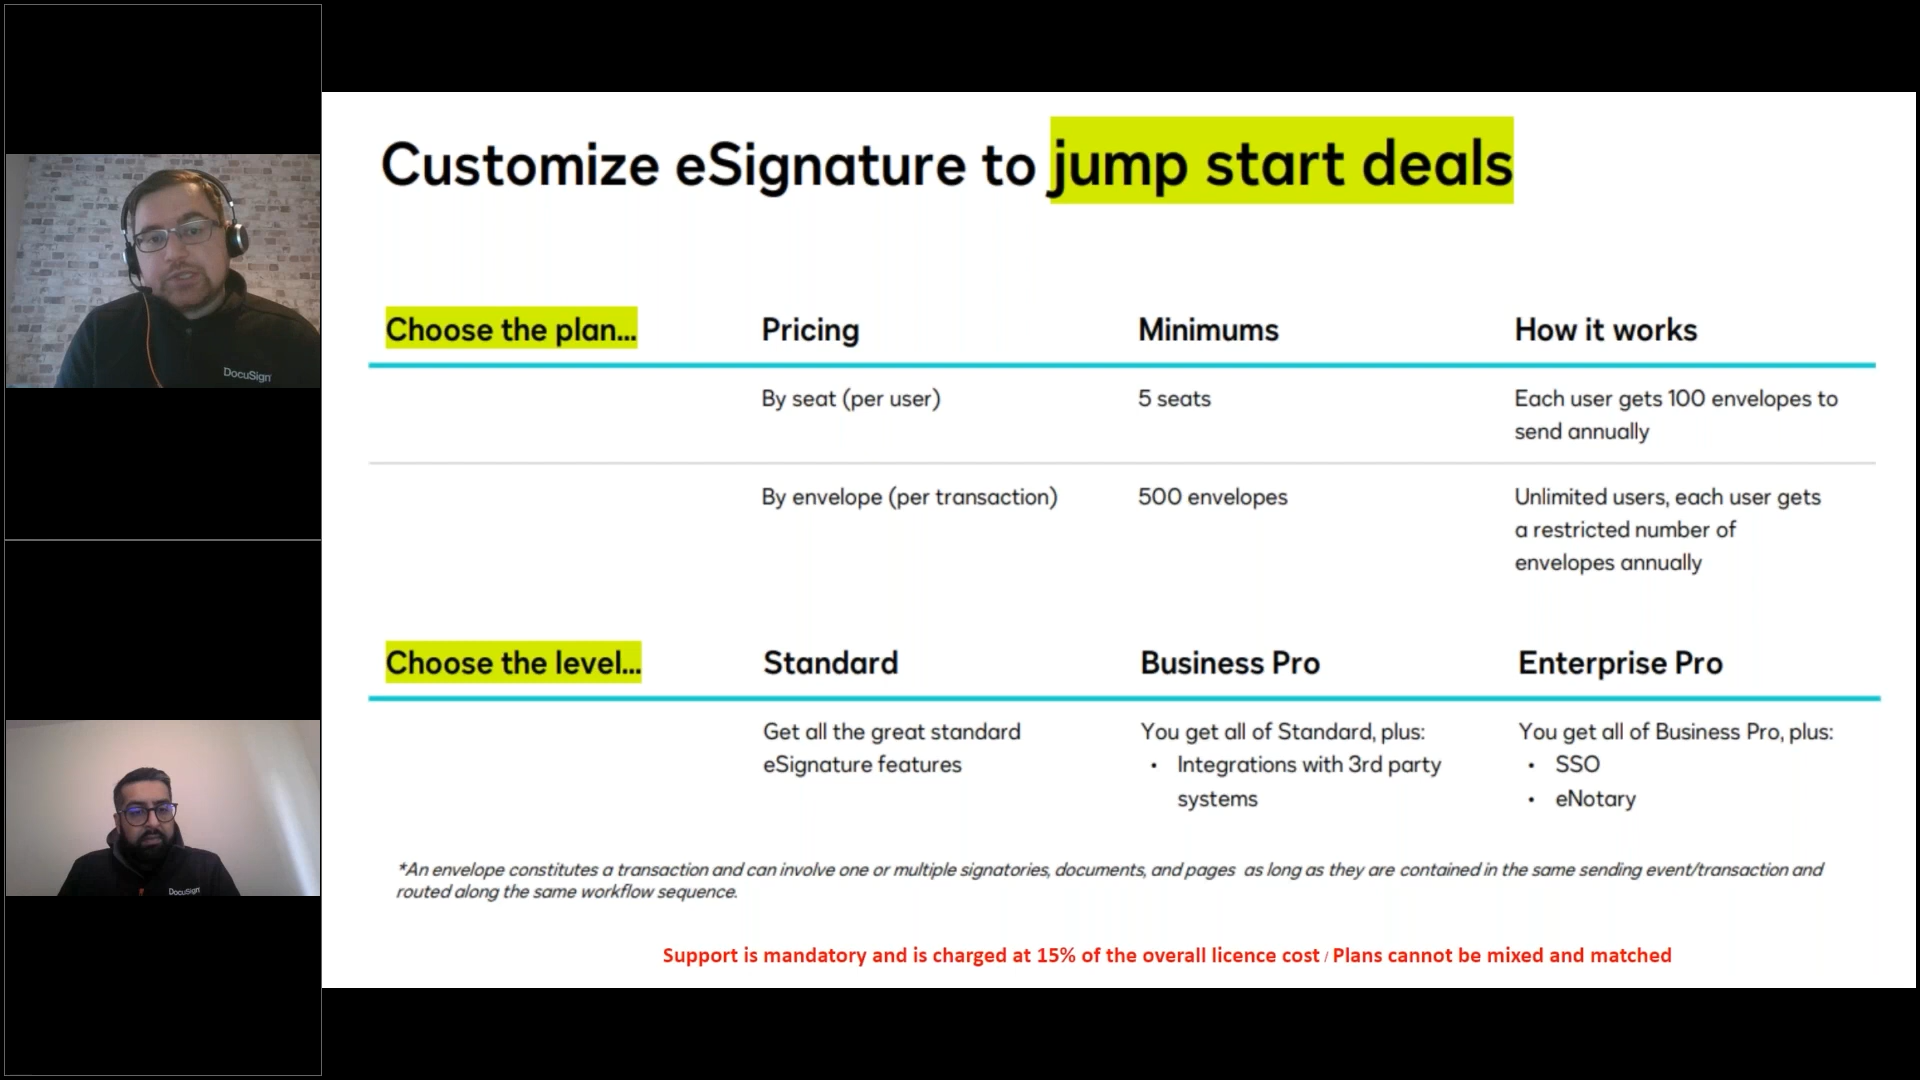 Customize eSignature to jump start deals
Choose the plan...
Pricing
Minimums
How it works
By seat (per user)
5 seats
Each user gets 100 envelopes to
send annually
By envelope (per transaction)
500 envelopes
Unlimited users, each user gets
a restricted number of
envelopes annually
Choose the level...
Standard
Business Pro
Enterprise Pro
Get all the great standard
eSignature features
You get all of Standard, plus:
• Integrations with 3rd party
systems
You get all of Business Pro, plus:
• SSO
• eNotary
*An envelope constitutes a transaction and can involve one or multiple signatories, documents, and pages as long as they are contained in the same sending event/transaction and
routed along the same workflow sequence.
Support is mandatory and is charged at 15% of the overall licence cost / Plans cannot be mixed and matched
DocuSign
DocuSign